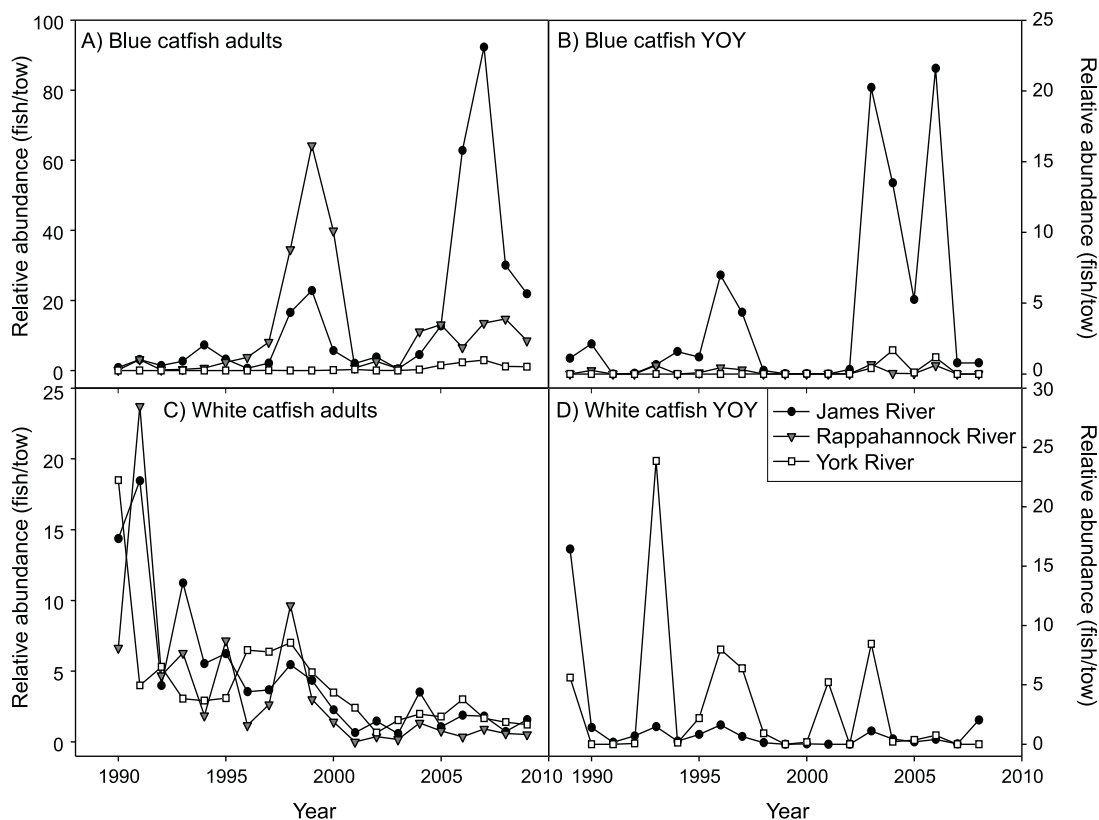 A) Blue catfish adults
B) Blue catfish YOY
Relative abundance (fish/tow)
100
80
60
40
20
0
25
20
15
10
5
0
Relative abundance (fish/tow)
C) White catfish adults
D) White catfish YOY
James River
Rappahannock River
York River
Relative abundance (fish/tow)
25
20
15
10
5
0
30
25
20
15
10
5
0
Relative abundance (fish/tow)
1990 1995 2000 2005 2010
1990 1995 2000 2005 2010
Year
Year